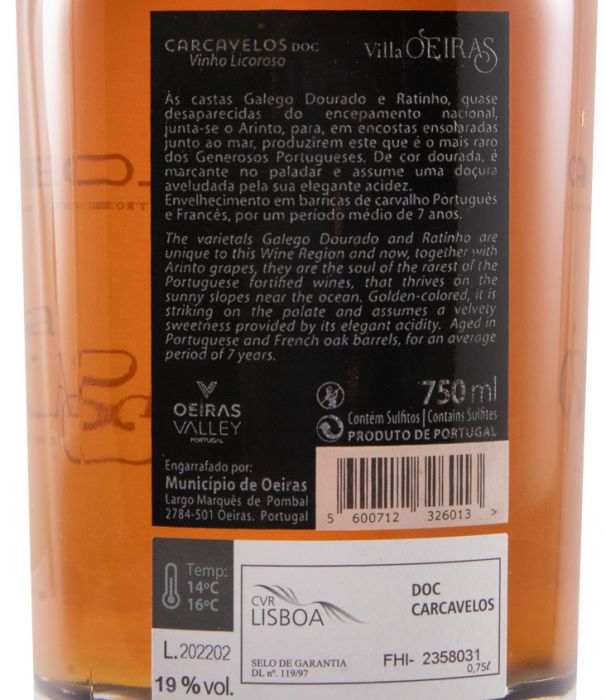 CARCAVELOS DOC
Vinho Licoroso
Villa OEIRAS
Às castas Galego Dourado e Ratinho, quase
desaparecidas do encepamento nacional,
junta-se o Arinto, para, em encostas ensolaradas
junto ao mar, produzirem este que é o mais raro
dos Generosos Portugueses. De cor dourada, é
marcante no paladar e assume uma doçura
aveludada pela sua elegante acidez.
Envelhecimento em barricas de carvalho Português
e Francês, por um período médio de 7 anos.
The varietals Galego Dourado and Ratinho are
unique to this Wine Region and now, together with
Arinto grapes, they are the soul of the rarest of the
Portuguese fortified wines, that thrives on the
sunny slopes near the ocean. Golden-colored, it is
striking on the palate and assumes a velvety
sweetness provided by its elegant acidity. Aged in
Portuguese and French oak barrels, for an average
period of 7 years.
OEIRAS
VALLEY
PORTUGAL
750 ml
Contém Sulfitos | Contains Sulfites
PRODUTO DE PORTUGAL
Engarrafado por:
Município de Oeiras
Largo Marquês de Pombal
2784-501 Oeiras. Portugal
5 600712 326013 >
Temp:
14ºC
16ºC
L.202202
19 % vol.
CVR
LISBOA
SELO DE GARANTIA
DL nº. 119/97
DOC
CARCAVELOS
FHI- 2358031
0,75ℓ